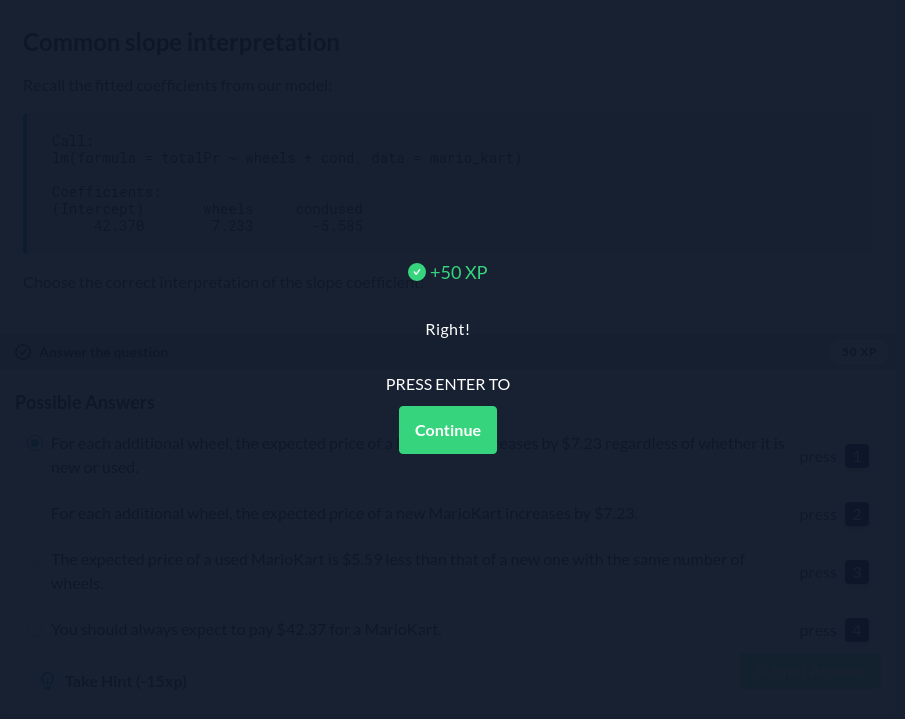 Common slope interpretation
Recall the fitted coefficients from our model:
Call:
lm(formula = totalPr ~ wheels + cond, data = mario_kart)
Coefficients:
(Intercept) wheels condused
42.370 7.233 -5.585
Choose the correct interpretation of the slope coefficient:
+50 XP
Right!
Answer the question
50 XP
PRESS ENTER TO
Possible Answers
Continue
For each additional wheel, the expected price of a reases by $7.23 regardless of whether it is
new or used.
press 1
For each additional wheel, the expected price of a new MarioKart increases by $7.23.
press 2
The expected price of a used MarioKart is $5.59 less than that of a new one with the same number of
wheels.
press 3
You should always expect to pay $42.37 for a MarioKart.
press 4
Take Hint (-15xp)